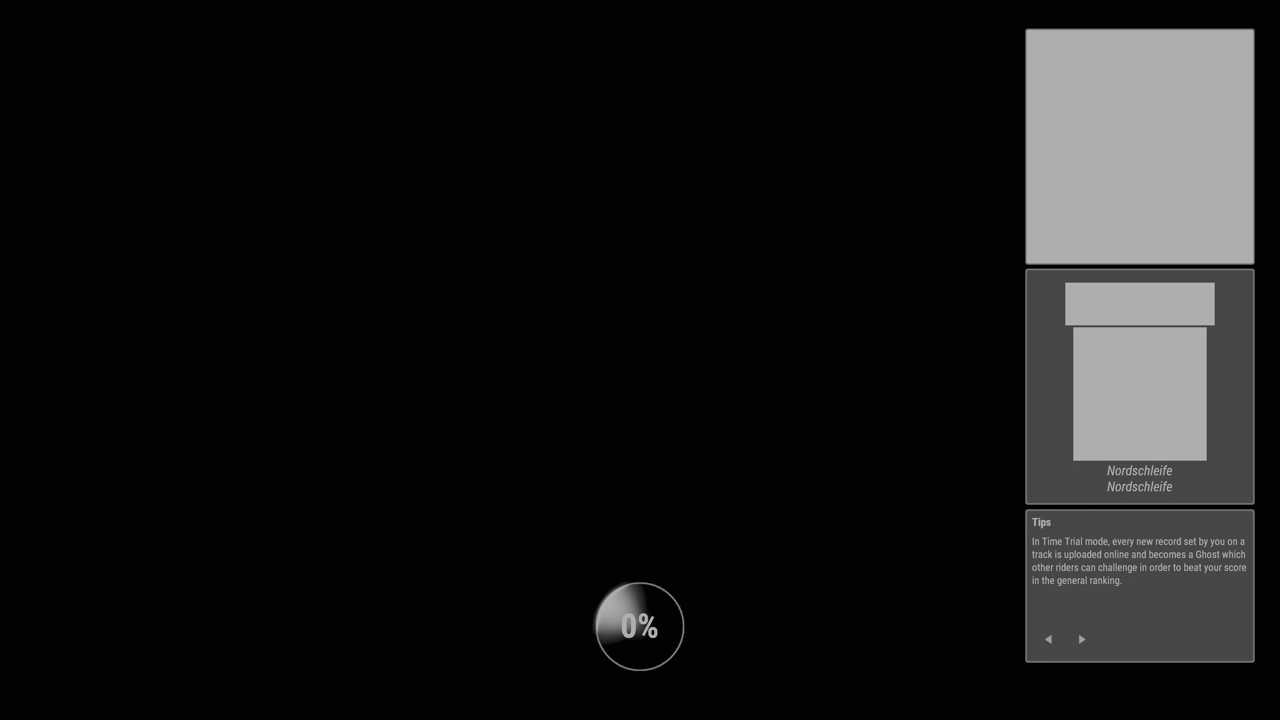 Nordschleife
Nordschleife
Tips
In Time Trial mode, every new record set by you on a
track is uploaded online and becomes a Ghost which
other riders can challenge in order to beat your score
in the general ranking.
0%